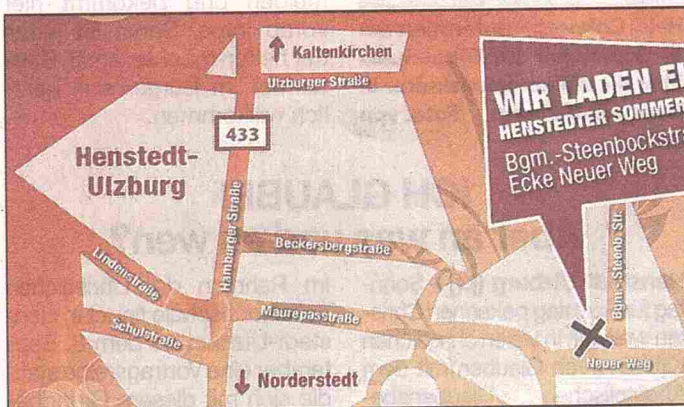 ↑ Kaltenkirchen
Ulzburger Straße
433
Henstedt-
Ulzburg
WIR LADEN EI
HENSTEDTER SOMMER
Bgm.-Steenbockstra
Ecke Neuer Weg
Hamburger Straße
Beckersbergstraße
Bgm.-Steenb. Str.
Lindenstraße
Maurepasstraße
Schulstraße
Neuer Weg
↓ Norderstedt